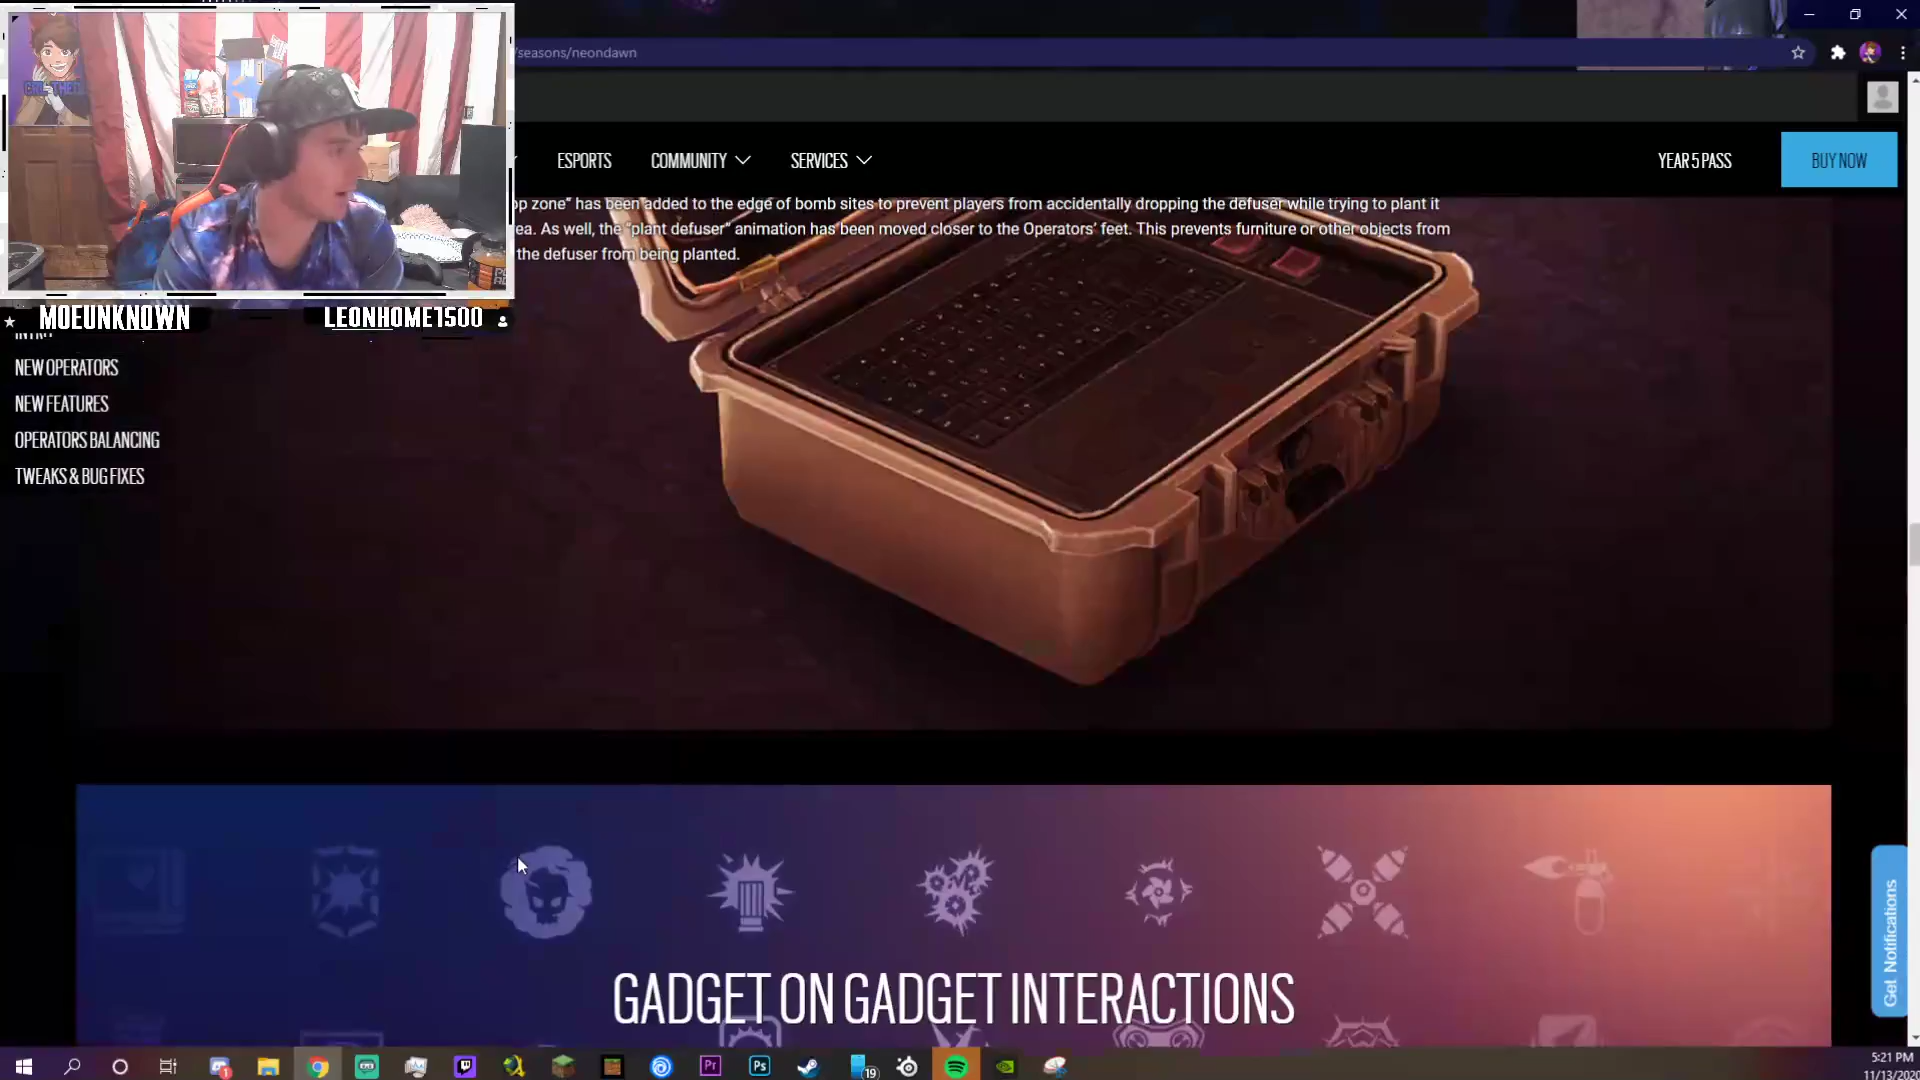 /seasons/neondawn
ESPORTS COMMUNITY SERVICES YEAR 5 PASS BUY NOW
op zone” has been added to the edge of bomb sites to prevent players from accidentally dropping the defuser while trying to plant it
ea. As well, the “plant defuser” animation has been moved closer to the Operators’ feet. This prevents furniture or other objects from
the defuser from being planted.
MOEUNKNOWN LEONHOME1500
NEW OPERATORS
NEW FEATURES
OPERATORS BALANCING
TWEAKS & BUG FIXES
GADGET ON GADGET INTERACTIONS
Get Notifications
Pr Ps 19
5:21 PM
11/13/2020